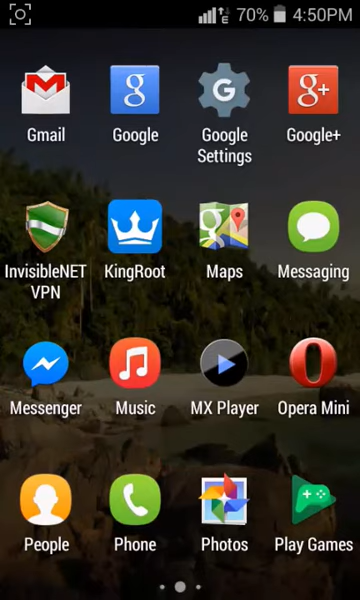 E 70% 4:50PM
g
G
g+
Gmail Google Google Google+
Settings
g
InvisibleNET KingRoot Maps Messaging
VPN
Messenger Music MX Player Opera Mini
People Phone Photos Play Games